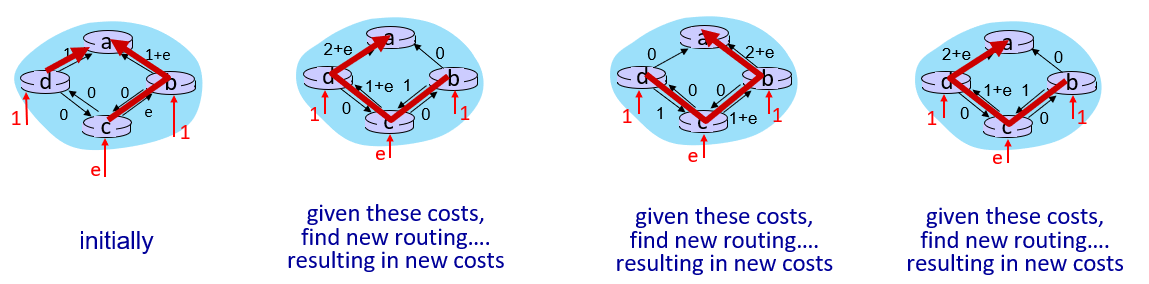 a
1
1+e
d
b
0
0
0
e
c
1
1
e
initially
a
2+e
0
d
b
1+e
1
0
0
c
1
1
e
given these costs,
find new routing....
resulting in new costs
a
0
2+e
d
b
0
0
1
1+e
c
1
1
e
given these costs,
find new routing....
resulting in new costs
a
2+e
0
d
b
1+e
1
0
0
c
1
1
e
given these costs,
find new routing....
resulting in new costs